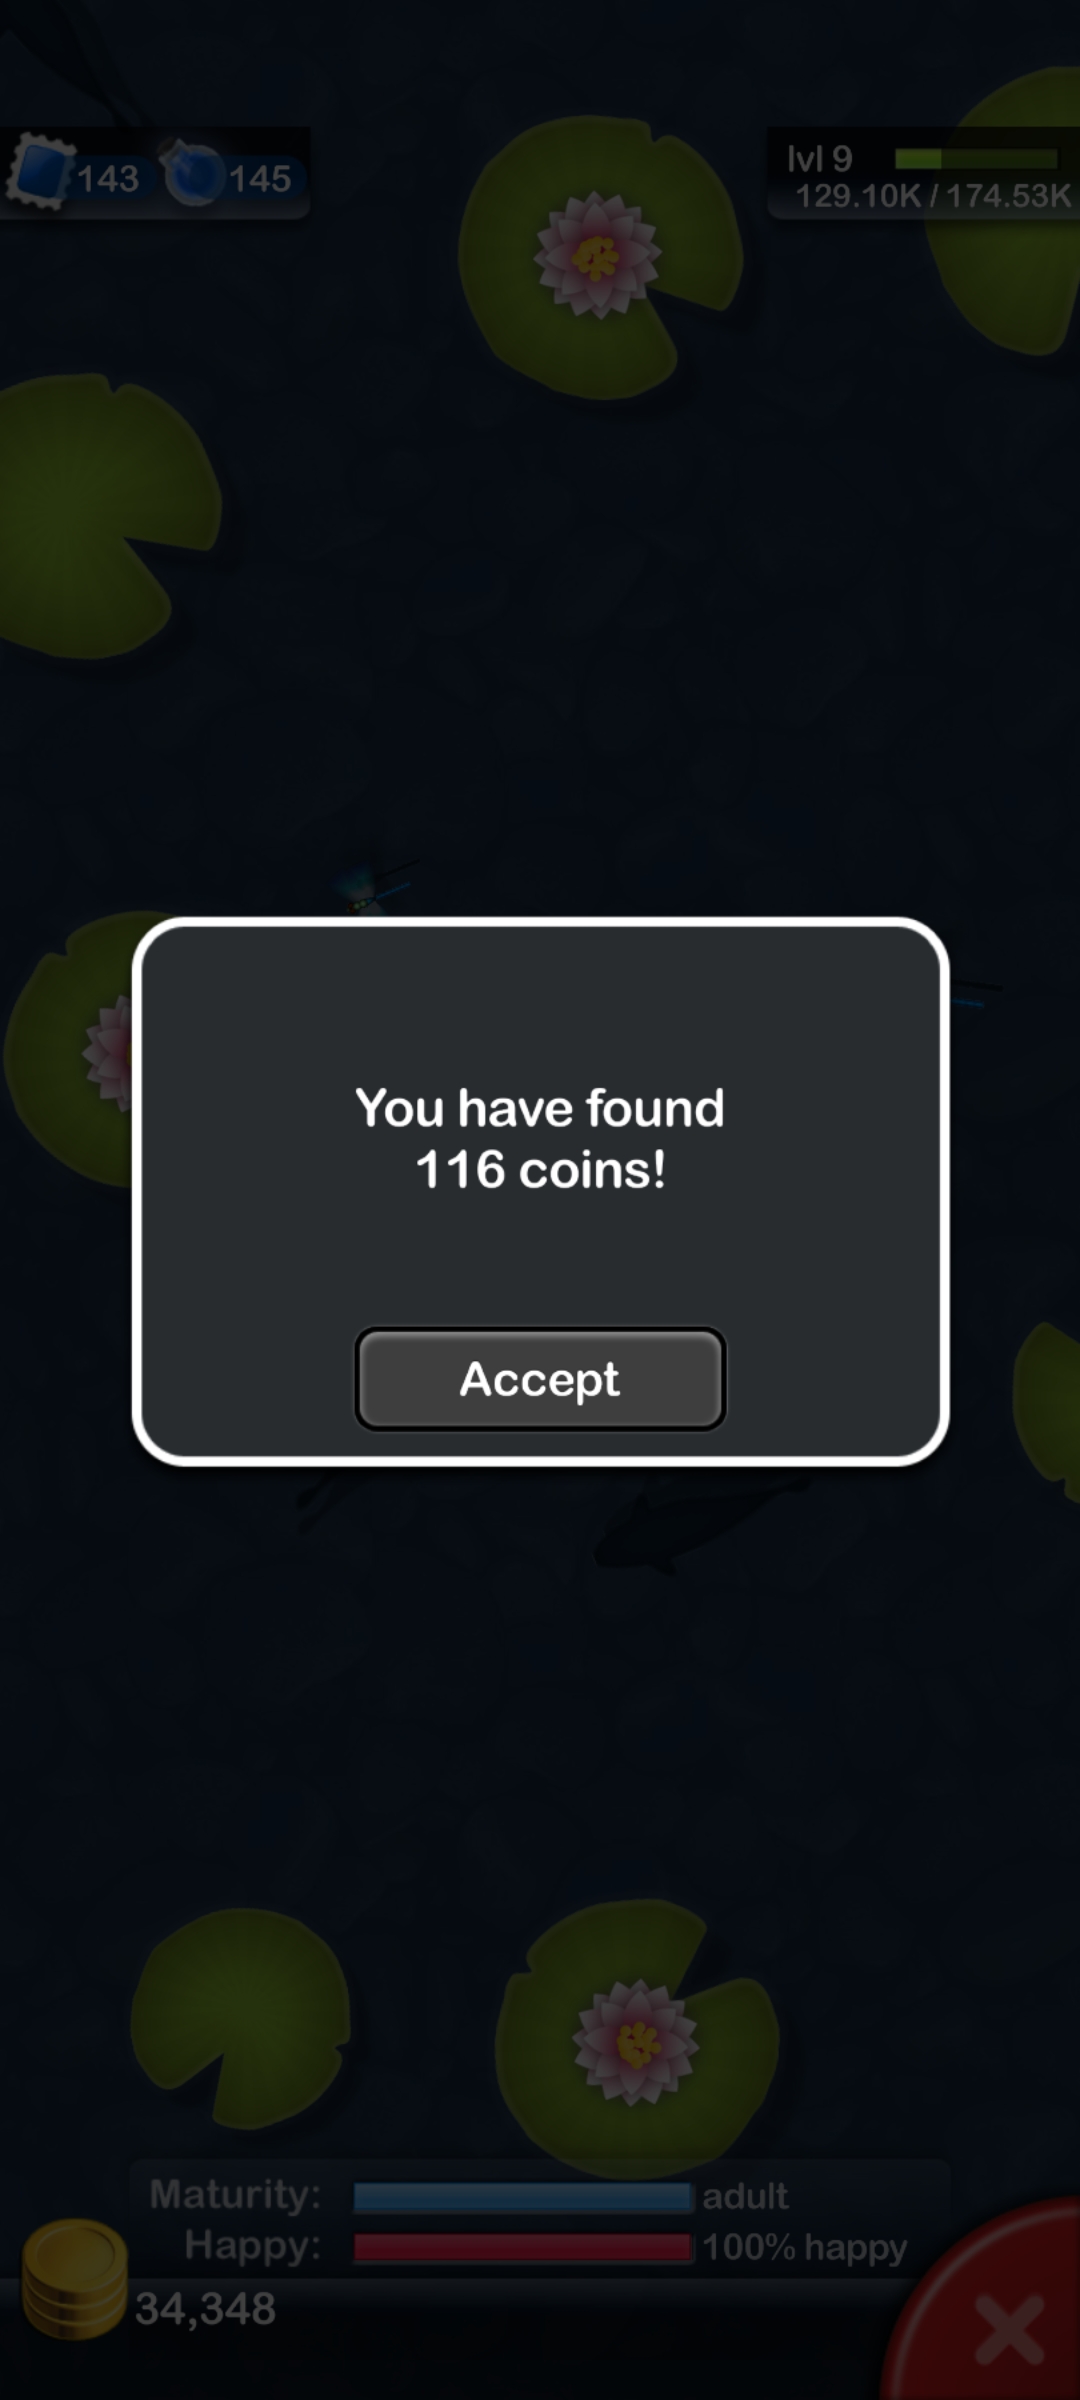 143 145 lvl 9
129.10K / 174.53K
You have found
116 coins!
Accept
Maturity: adult
Happy: 100% happy
34,348